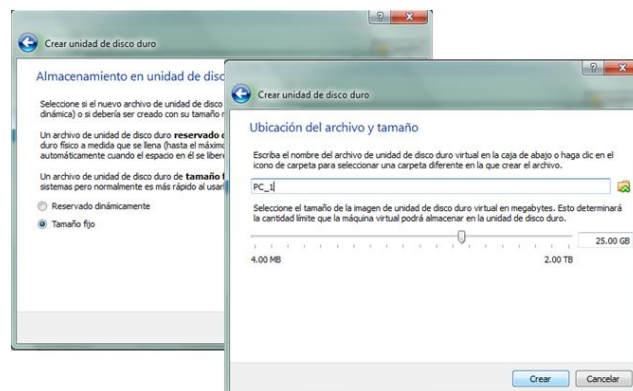 Crear unidad de disco duro
Almacenamiento en unidad de disc
Seleccione si el nuevo archivo de unidad de disco
dinámica) o si debería ser creado con su tamaño
Un archivo de unidad de disco duro reservado
duro físico a medida que se llena (hasta el máximo
automáticamente cuando el espacio en él se libere
Un archivo de unidad de disco duro de tamaño
sistemas pero normalmente es más rápido al usar
Reservado dinámicamente
Tamaño fijo
Crear unidad de disco duro
Ubicación del archivo y tamaño
Escriba el nombre del archivo de unidad de disco duro virtual en la caja de abajo o haga clic en el
icono de carpeta para seleccionar una carpeta diferente en la que crear el archivo.
PC_1
Seleccione el tamaño de la imagen de unidad de disco duro virtual en megabytes. Esto determinará
la cantidad límite que la máquina virtual podrá almacenar en la unidad de disco duro.
25.00 GB
4.00 MB 2.00 TB
Crear Cancelar